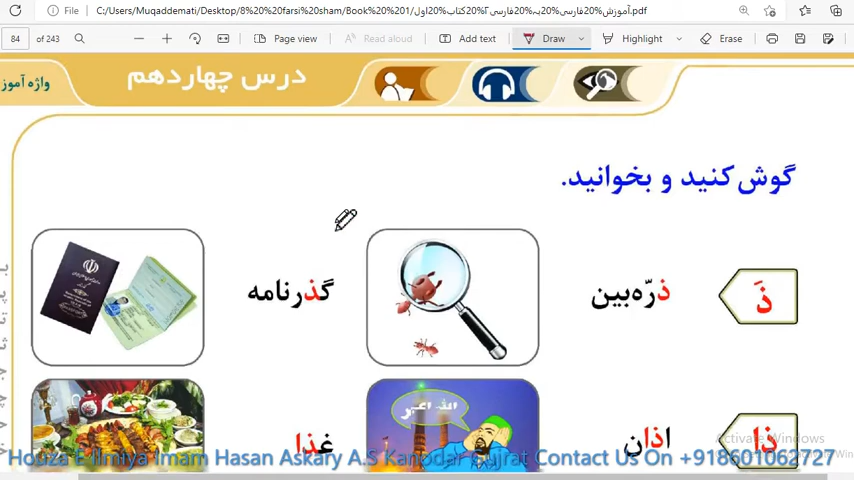 File
C:/Users/Muqaddemati/Desktop/8%20%20farsi%20sham/Book%201/آموزش%20فارسی%20به%20فارسی%20کتاب%20اول.pdf
84 of 243
Page view
Read aloud
Add text
Draw
Highlight
Erase
درس چهاردهم
واژه آموز
گوش کنید و بخوانید.
ذَ
ذرّه‌بین
گذرنامه
ذا
اذان
الله اکبر
غذا
Activate Windows
Houza E-Ilmiya Imam Hasan Askary A.S Kanodar Gujrat Contact Us On +918601062727